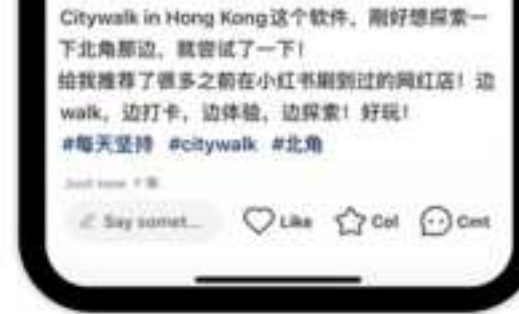 Citywalk in Hong Kong这个软件，刚好想探索一
下北角那边，就尝试了一下！
给我推荐了很多之前在小红书刷到过的网红店！边
walk，边打卡，边体验，边探索！好玩！
#每天坚持 #citywalk #北角
Just now
Say somet...
Like
Col
Cmt